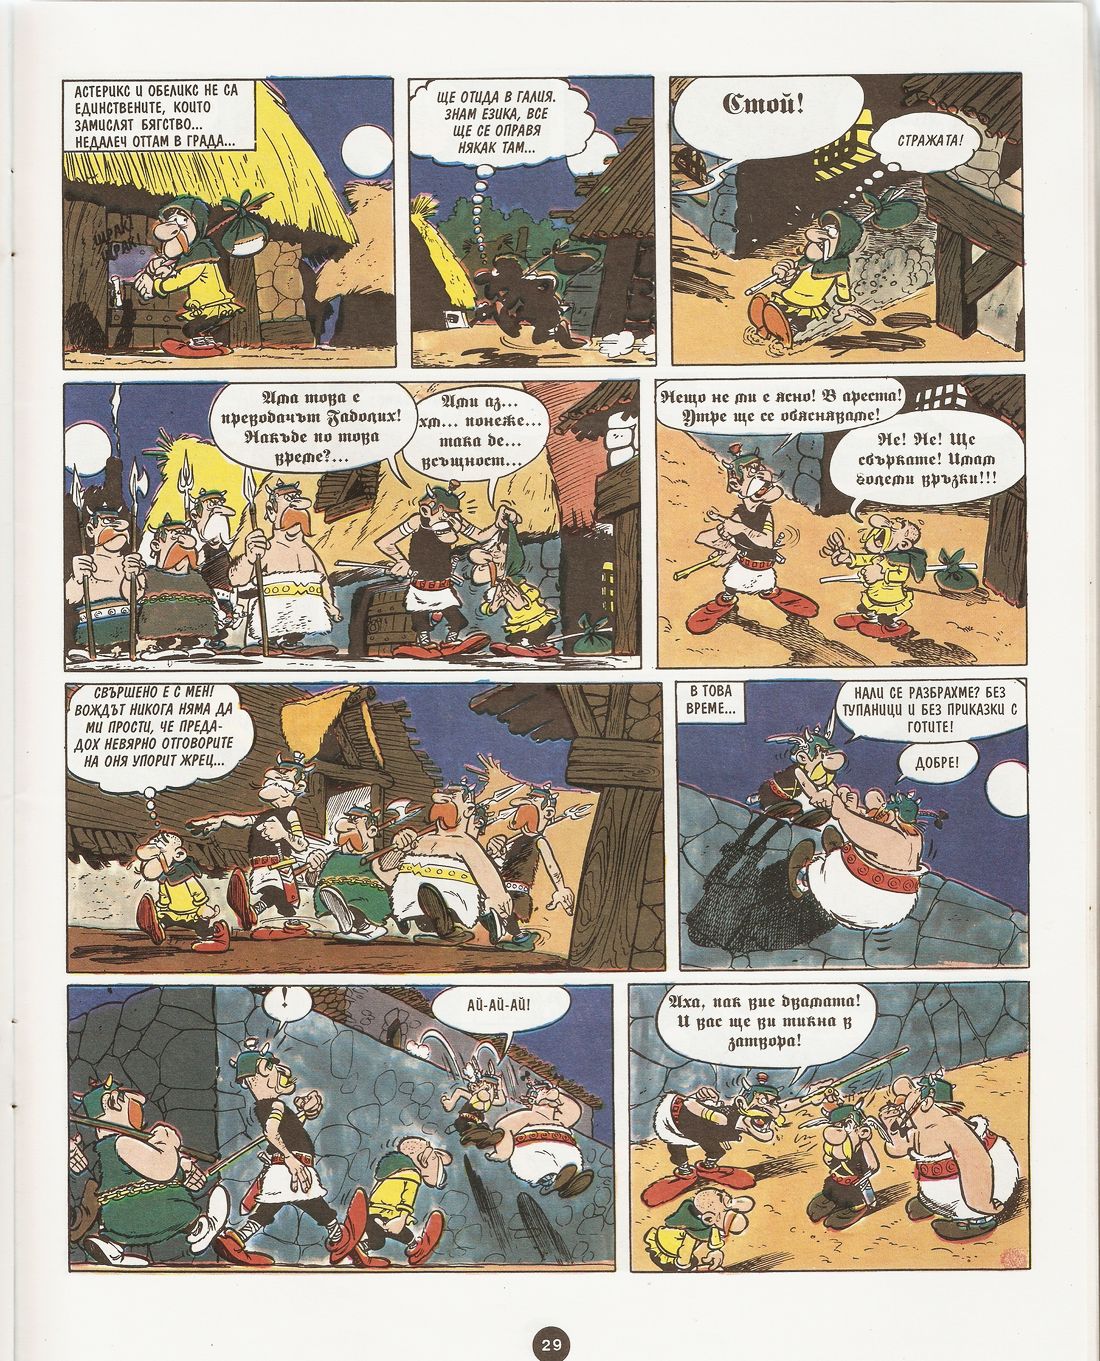 АСТЕРИКС И ОБЕЛИКС НЕ СА
ЕДИНСТВЕНИТЕ, КОИТО
ЗАМИСЛЯТ БЯГСТВО...
НЕДАЛЕЧ ОТТАМ В ГРАДА...
ЩРАК!
ЩРАК!
ЩЕ ОТИДА В ГАЛИЯ.
ЗНАМ ЕЗИКА, ВСЕ
ЩЕ СЕ ОПРАВЯ
НЯКАК ТАМ...
Стой!
СТРАЖАТА!
Ама това е
преводачът Гаволих!
Накъде по това
време?...
Ами аз...
хм... понеже...
така де...
всъщност...
Нещо не ми е ясно! В ареста!
Утре ще се обясняваме!
Не! Не! Ще
сбъркате! Имам
големи връзки!!!
СВЪРШЕНО Е С МЕН!
ВОЖДЪТ НИКОГА НЯМА ДА
МИ ПРОСТИ, ЧЕ ПРЕДА-
ДОХ НЕВЯРНО ОТГОВОРИТЕ
НА ОНЯ УПОРИТ ЖРЕЦ...
В ТОВА
ВРЕМЕ...
НАЛИ СЕ РАЗБРАХМЕ? БЕЗ
ТУПАНИЦИ И БЕЗ ПРИКАЗКИ С
ГОТИТЕ!
ДОБРЕ!
!
АЙ-АЙ-АЙ!
Аха, пак вие двамата!
И вас ще ви тикна в
затвора!
29